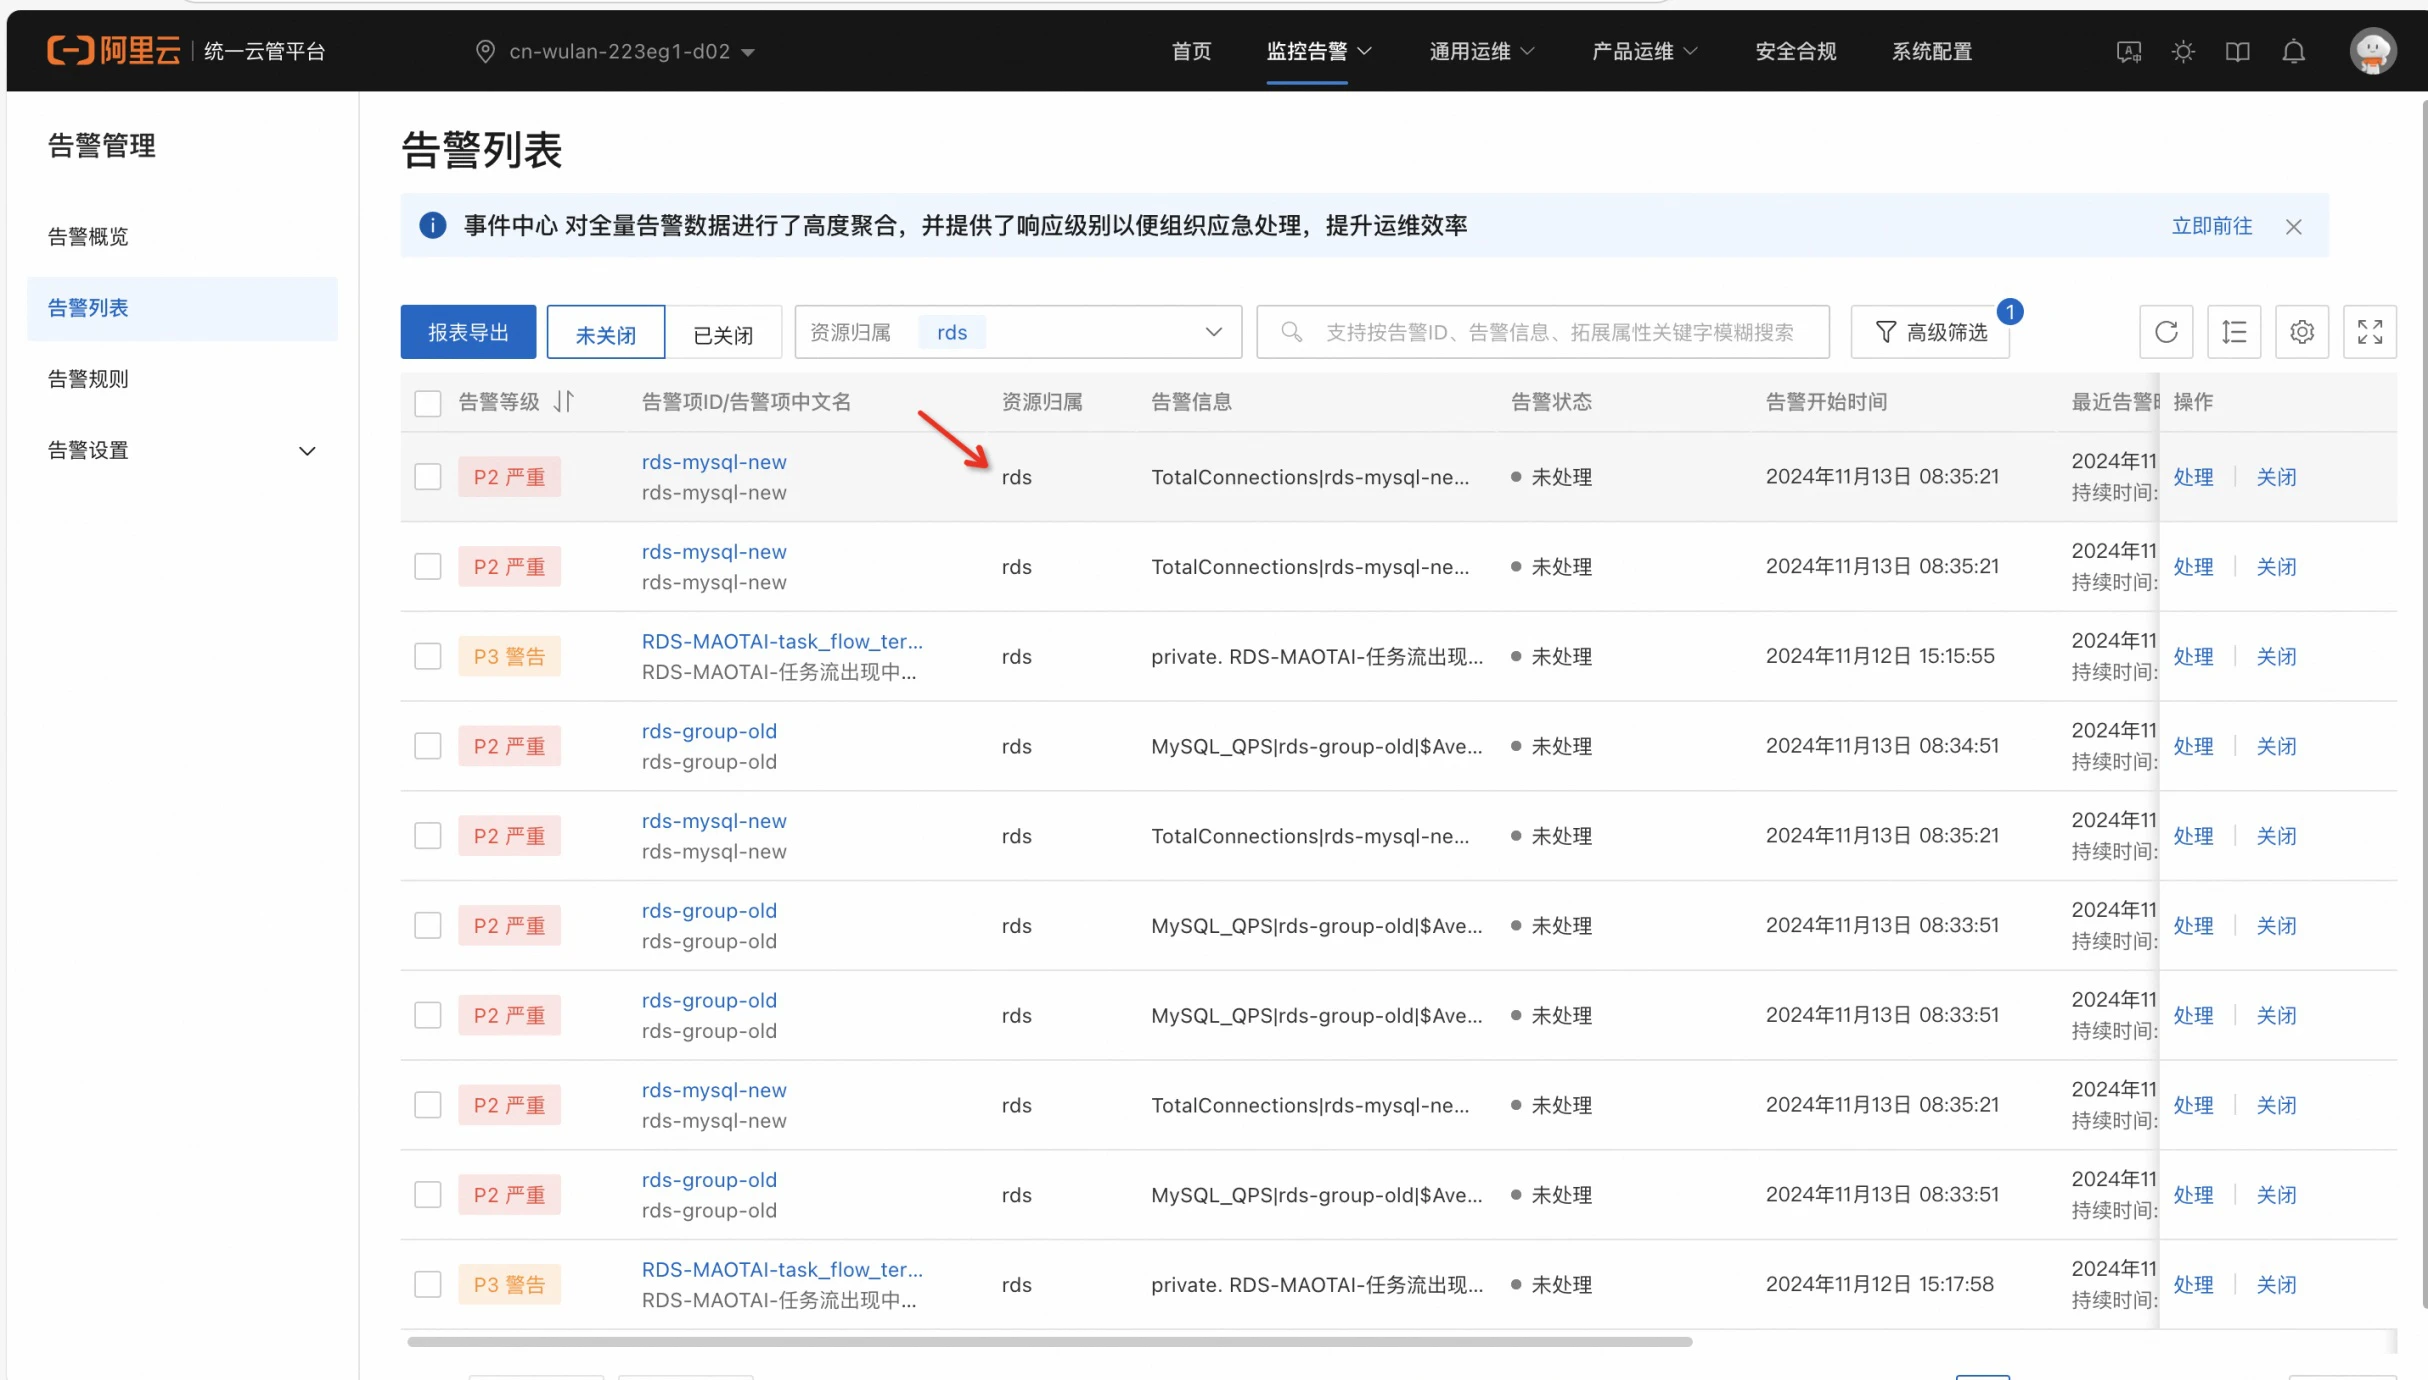 阿里云 统一云管平台 cn-wulan-223eg1-d02 首页 监控告警 通用运维 产品运维 安全合规 系统配置
告警管理
告警概览
告警列表
告警规则
告警设置
告警列表
事件中心 对全量告警数据进行了高度聚合，并提供了响应级别以便组织应急处理，提升运维效率 立即前往
报表导出 未关闭 已关闭 资源归属 rds 支持按告警ID、告警信息、拓展属性关键字模糊搜索 高级筛选 1
告警等级 告警项ID/告警项中文名 资源归属 告警信息 告警状态 告警开始时间 最近告警 操作
P2 严重 rds-mysql-new rds TotalConnections|rds-mysql-ne... 未处理 2024年11月13日 08:35:21 2024年11 处理 关闭
rds-mysql-new 持续时间:
P2 严重 rds-mysql-new rds TotalConnections|rds-mysql-ne... 未处理 2024年11月13日 08:35:21 2024年11 处理 关闭
rds-mysql-new 持续时间:
P3 警告 RDS-MAOTAI-task_flow_ter... rds private. RDS-MAOTAI-任务流出现... 未处理 2024年11月12日 15:15:55 2024年11 处理 关闭
RDS-MAOTAI-任务流出现中... 持续时间:
P2 严重 rds-group-old rds MySQL_QPS|rds-group-old|$Ave... 未处理 2024年11月13日 08:34:51 2024年11 处理 关闭
rds-group-old 持续时间:
P2 严重 rds-mysql-new rds TotalConnections|rds-mysql-ne... 未处理 2024年11月13日 08:35:21 2024年11 处理 关闭
rds-mysql-new 持续时间:
P2 严重 rds-group-old rds MySQL_QPS|rds-group-old|$Ave... 未处理 2024年11月13日 08:33:51 2024年11 处理 关闭
rds-group-old 持续时间:
P2 严重 rds-group-old rds MySQL_QPS|rds-group-old|$Ave... 未处理 2024年11月13日 08:33:51 2024年11 处理 关闭
rds-group-old 持续时间:
P2 严重 rds-mysql-new rds TotalConnections|rds-mysql-ne... 未处理 2024年11月13日 08:35:21 2024年11 处理 关闭
rds-mysql-new 持续时间:
P2 严重 rds-group-old rds MySQL_QPS|rds-group-old|$Ave... 未处理 2024年11月13日 08:33:51 2024年11 处理 关闭
rds-group-old 持续时间:
P3 警告 RDS-MAOTAI-task_flow_ter... rds private. RDS-MAOTAI-任务流出现... 未处理 2024年11月12日 15:17:58 2024年11 处理 关闭
RDS-MAOTAI-任务流出现中... 持续时间: